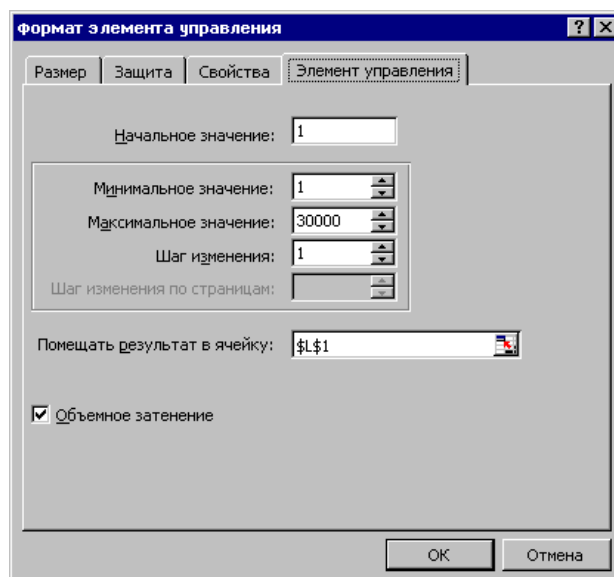 Формат элемента управления
Размер Защита Свойства Элемент управления
Начальное значение: 1
Минимальное значение: 1
Максимальное значение: 30000
Шаг изменения: 1
Шаг изменения по страницам:
Помещать результат в ячейку: $L$1
Объемное затенение
ОК Отмена